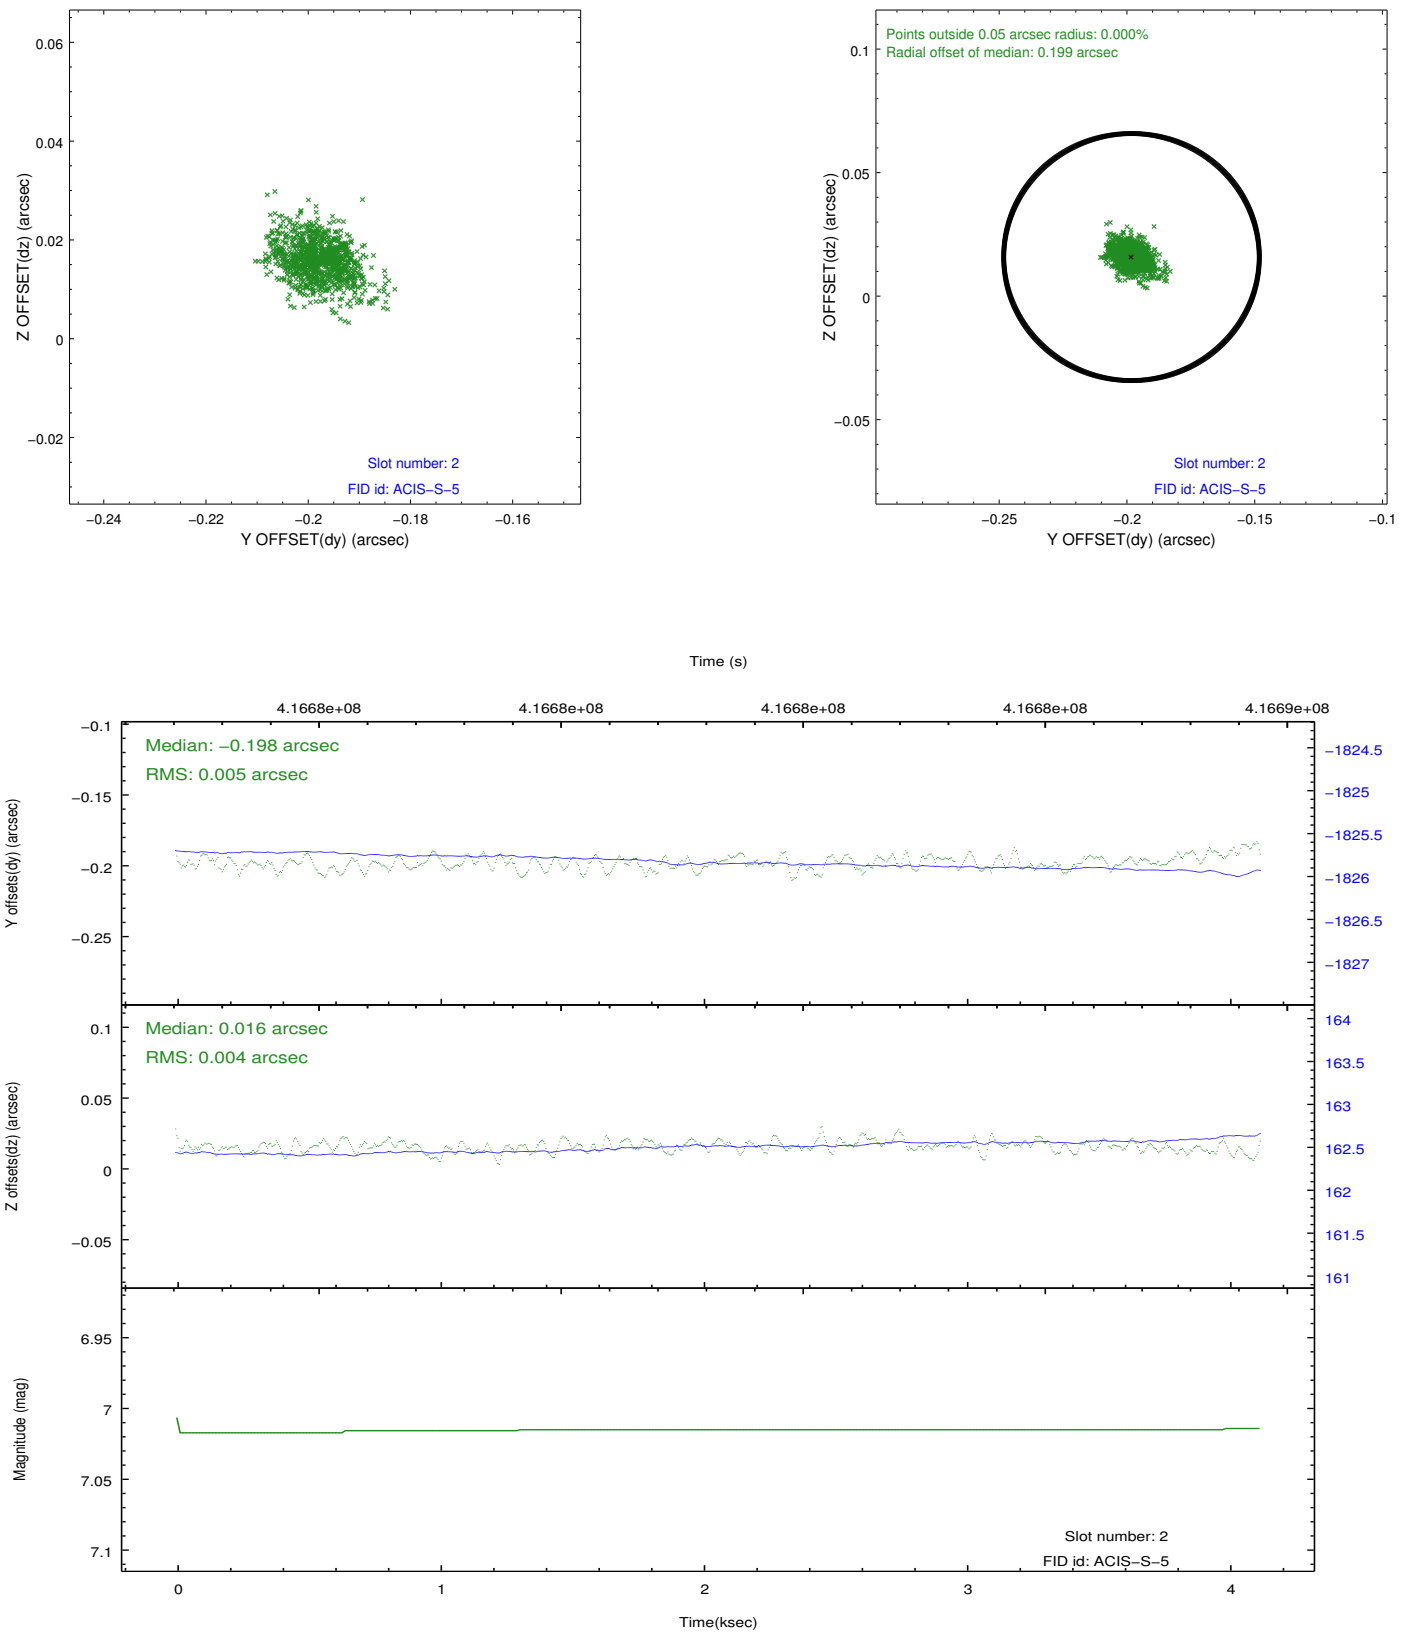 0.06
0.04
0.02
0
−0.02
Z OFFSET(dz) (arcsec)
Slot number: 2
FID id: ACIS−S−5
−0.24
−0.22
−0.2
−0.18
−0.16
Y OFFSET(dy) (arcsec)
Points outside 0.05 arcsec radius: 0.000%
Radial offset of median: 0.199 arcsec
0.1
0.05
0
−0.05
Z OFFSET(dz) (arcsec)
Slot number: 2
FID id: ACIS−S−5
−0.25
−0.2
−0.15
−0.1
Y OFFSET(dy) (arcsec)
Time (s)
4.1668e+08
4.1668e+08
4.1668e+08
4.1668e+08
4.1669e+08
Median: −0.198 arcsec
RMS: 0.005 arcsec
−0.1
−0.15
−0.2
−0.25
Y offsets(dy) (arcsec)
−1824.5
−1825
−1825.5
−1826
−1826.5
−1827
Median: 0.016 arcsec
RMS: 0.004 arcsec
0.1
0.05
0
−0.05
Z offsets(dz) (arcsec)
164
163.5
163
162.5
162
161.5
161
6.95
7
7.05
7.1
Magnitude (mag)
Slot number: 2
FID id: ACIS−S−5
0
1
2
3
4
Time(ksec)